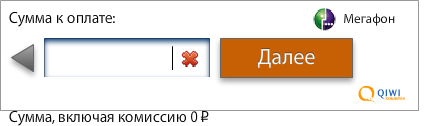 Сумма к оплате:
Мегафон
Далее
QIWI
Сумма, включая комиссию 0 ₽